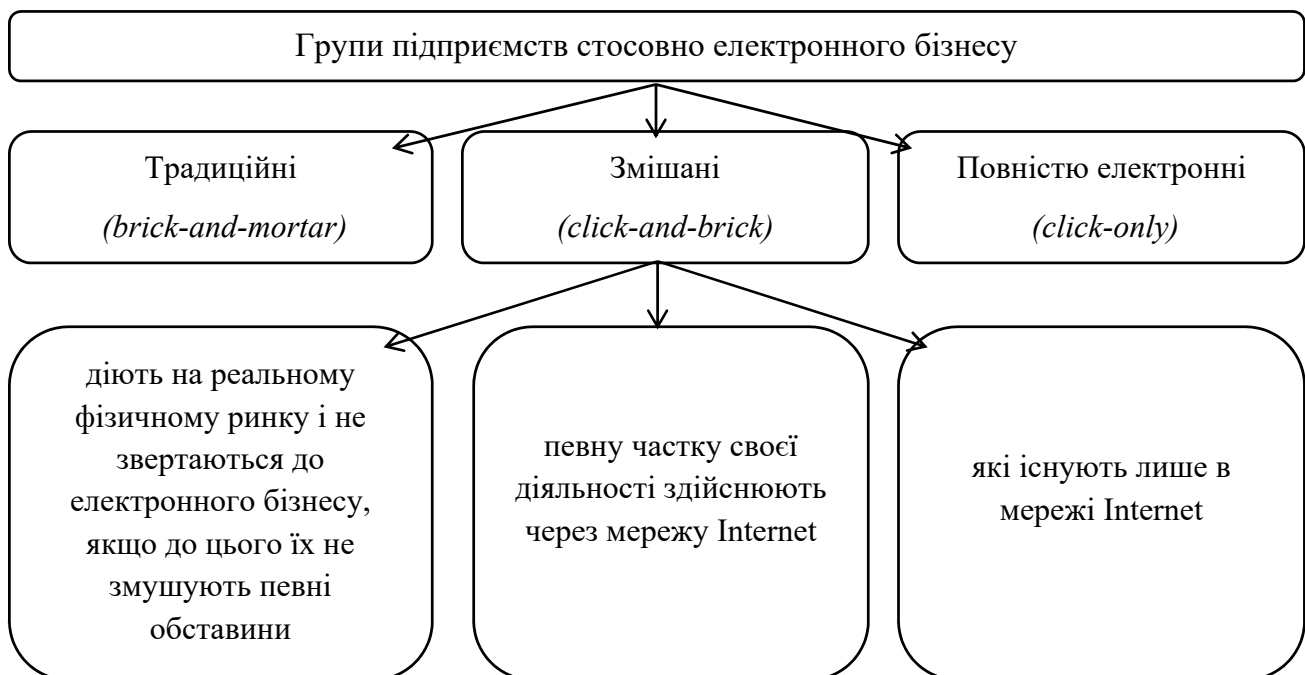 Групи підприємств стосовно електронного бізнесу
Традиційні
(brick-and-mortar)
Змішані
(click-and-brick)
Повністю електронні
(click-only)
діють на реальному
фізичному ринку і не
звертаються до
електронного бізнесу,
якщо до цього їх не
змушують певні
обставини
певну частку своєї
діяльності здійснюють
через мережу Internet
які існують лише в
мережі Internet